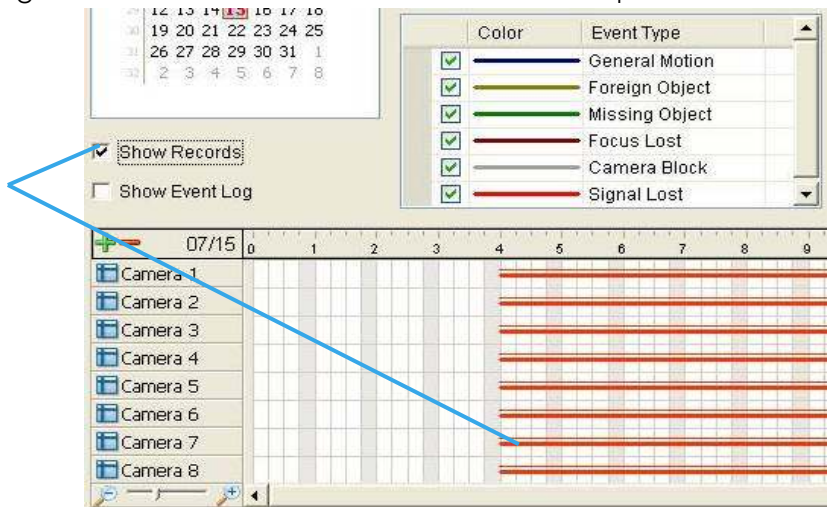 12 13 14 15 16 17 18
30 19 20 21 22 23 24 25
31 26 27 28 29 30 31 1
32 2 3 4 5 6 7 8
Color Event Type
General Motion
Foreign Object
Missing Object
Focus Lost
Camera Block
Signal Lost
Show Records
Show Event Log
07/15 0 1 2 3 4 5 6 7 8 9
Camera 1
Camera 2
Camera 3
Camera 4
Camera 5
Camera 6
Camera 7
Camera 8